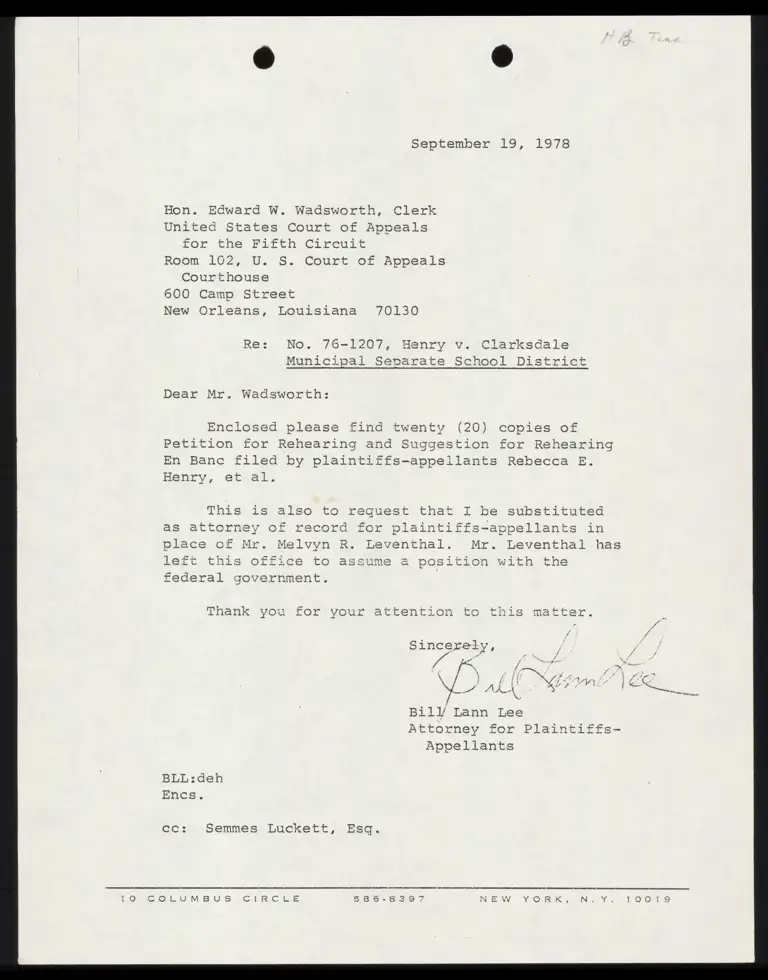 September 19, 1978
Hon. Edward W. Wadsworth, Clerk
United States Court of Appeals
for the Fifth Circuit
Room 102, U. S. Court of Appeals
Courthouse
600 Camp Street
New Orleans, Louisiana 70130
Re: No. 76-1207, Henry v. Clarksdale
Municipal Separate School District
Dear Mr. Wadsworth:
Enclosed please find twenty (20) copies of
Petition for Rehearing and Suggestion for Rehearing
En Banc filed by plaintiffs-appellants Rebecca E.
Henry, et al.
This is also to request that I be substituted
as attorney of record for plaintiffs-appellants in
place of Mr. Melvyn R. Leventhal. Mr. Leventhal has
left this office to assume a position with the
federal government.
Thank you for your attention to this matter.
Sincerely,
Bill Lann Lee
Bill Lann Lee
Attorney for Plaintiffs-
Appellants
BLL:deh
Encs.
cc: Semmes Luckett, Esq.
10 COLUMBUS CIRCLE 586-8397 NEW YORK, N.Y. 10019